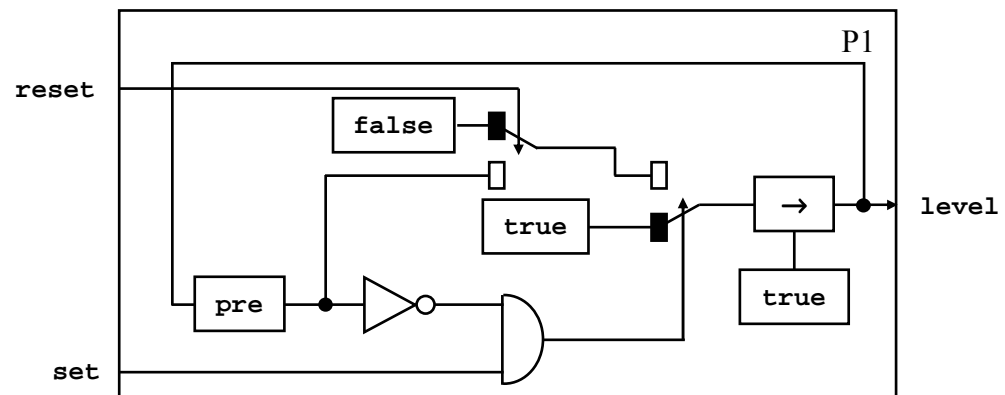 P1
reset
false
true
→
level
pre
true
set